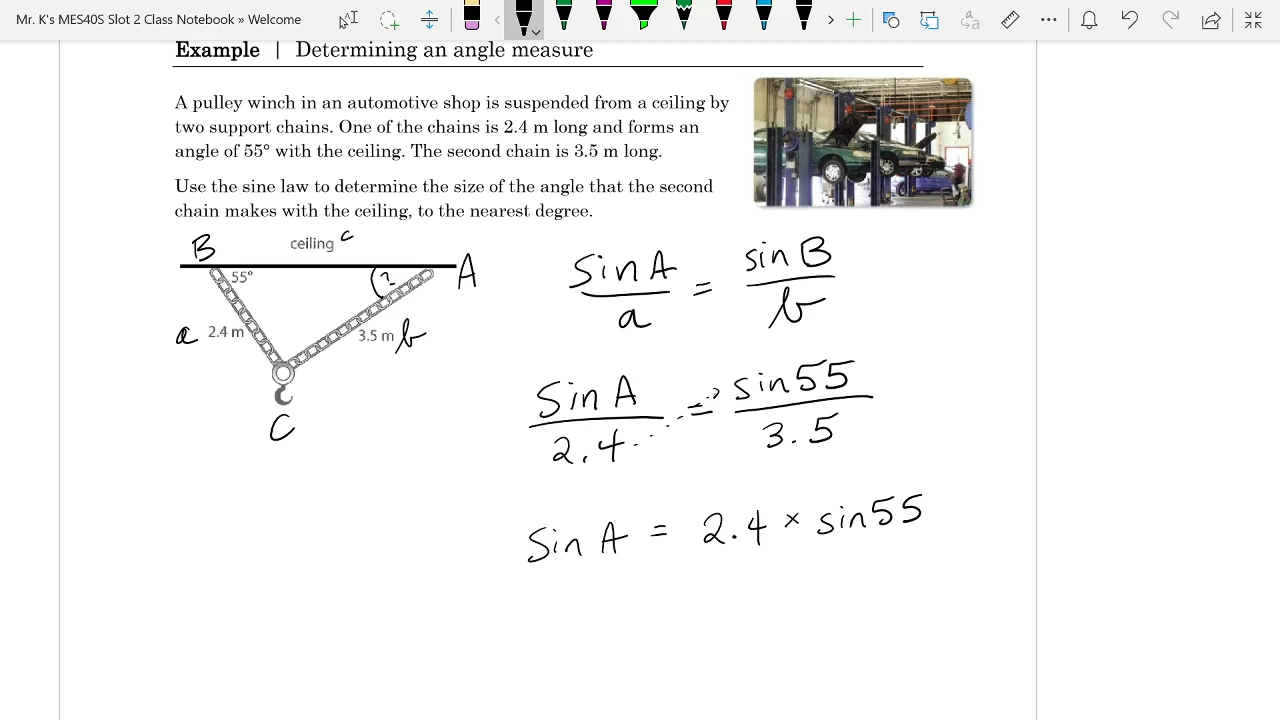 Mr. K's MES40S Slot 2 Class Notebook » Welcome
Example | Determining an angle measure
A pulley winch in an automotive shop is suspended from a ceiling by
two support chains. One of the chains is 2.4 m long and forms an
angle of 55° with the ceiling. The second chain is 3.5 m long.
Use the sine law to determine the size of the angle that the second
chain makes with the ceiling, to the nearest degree.
B ceiling c
55° ? A
a 2.4 m 3.5 m b
C
sin A / a = sin B / b
sin A / 2.4 = sin 55 / 3.5
sin A = 2.4 × sin 55